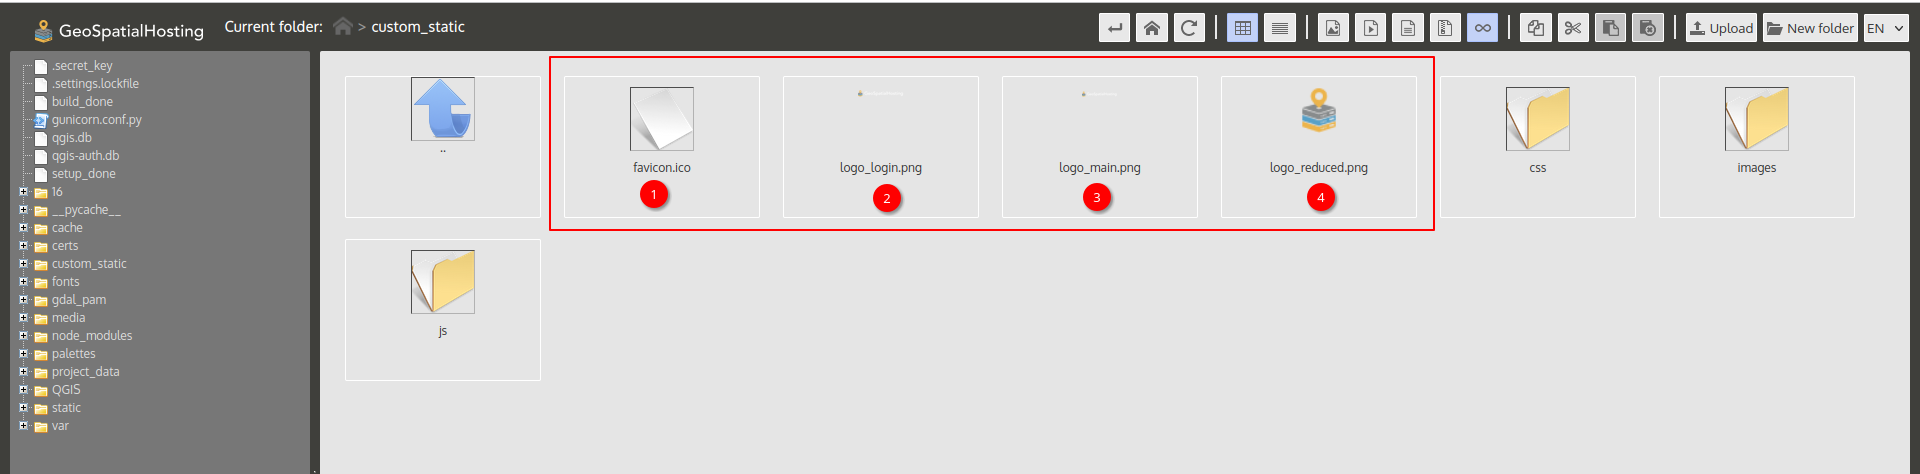 GeoSpatialHosting
Current folder: > custom_static
Upload
New folder
EN
.secret_key
.settings.lockfile
build_done
gunicorn.conf.py
qgis.db
qgis-auth.db
setup_done
16
__pycache__
cache
certs
custom_static
fonts
gdal_pam
media
node_modules
palettes
project_data
QGIS
static
var
..
favicon.ico
1
logo_login.png
2
logo_main.png
3
logo_reduced.png
4
css
images
js